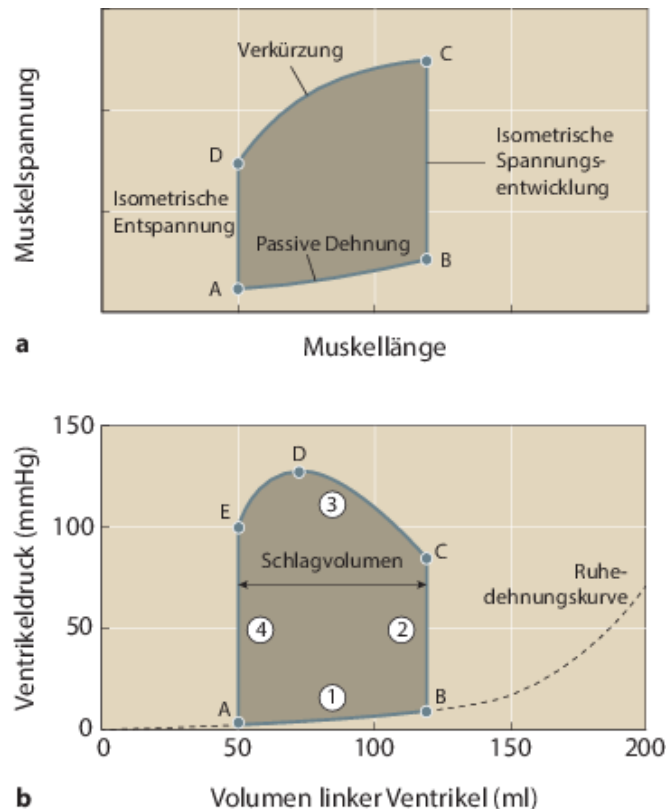 Muskelspannung
Verkürzung
C
D
Isometrische
Spannungs-
entwicklung
Isometrische
Entspannung
Passive Dehnung
B
A
a
Muskellänge
Ventrikeldruck (mmHg)
150
100
50
0
D
E
3
C
Schlagvolumen
Ruhe-
dehnungskurve
4
2
1
A
B
0
50
100
150
200
b
Volumen linker Ventrikel (ml)